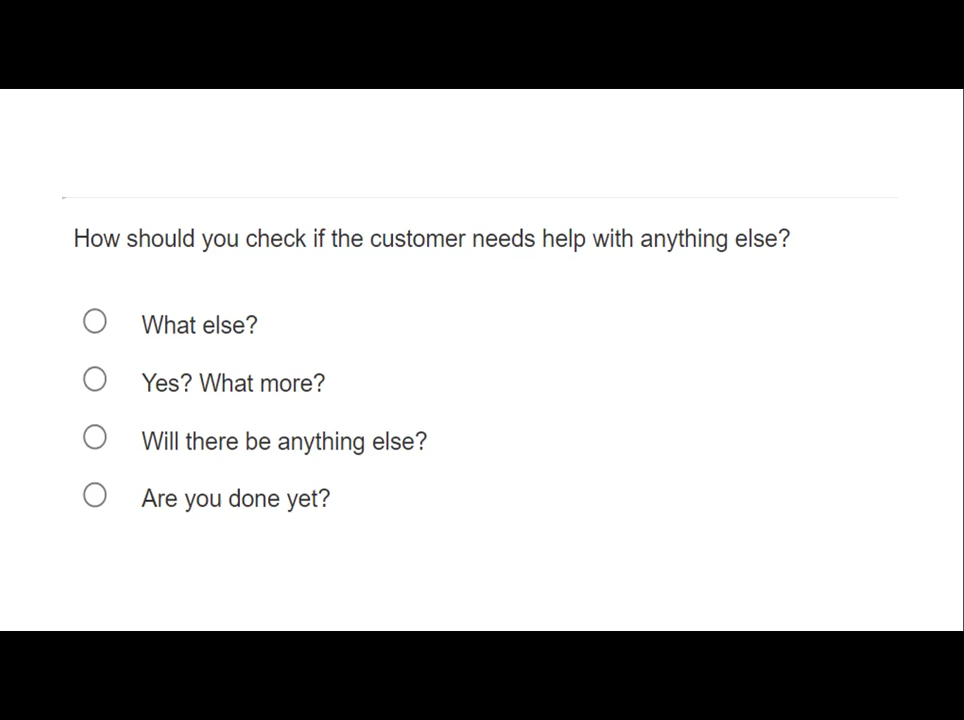 How should you check if the customer needs help with anything else?
What else?
Yes? What more?
Will there be anything else?
Are you done yet?